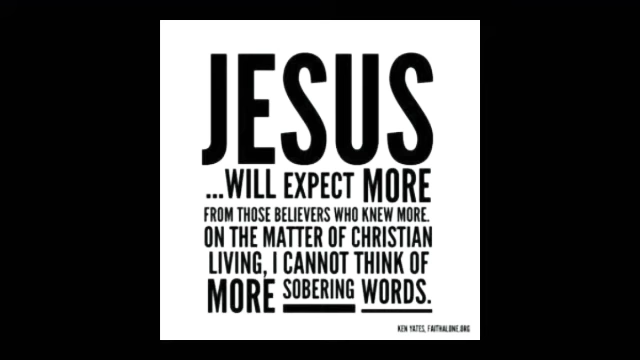 JESUS
...WILL EXPECT MORE
FROM THOSE BELIEVERS WHO KNEW MORE.
ON THE MATTER OF CHRISTIAN
LIVING, I CANNOT THINK OF
MORE SOBERING WORDS.
KEN YATES, FAITHALONE.ORG